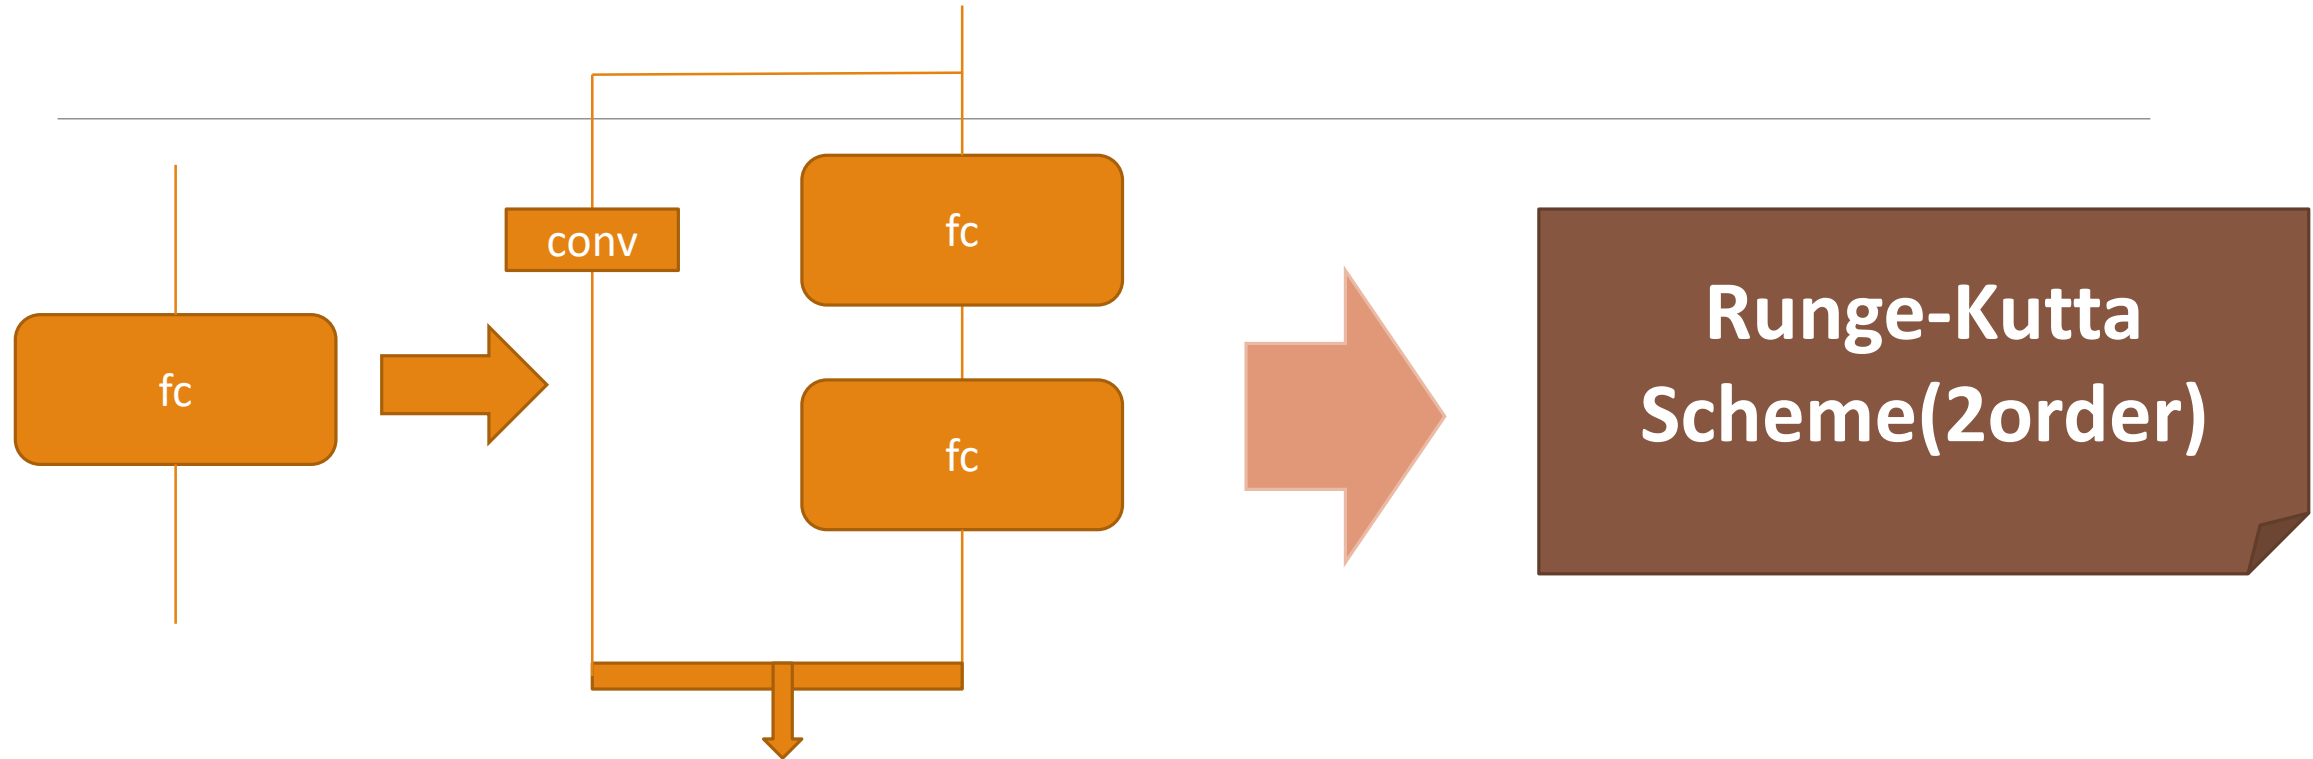 fc
conv
fc
fc
Runge-Kutta
Scheme(2order)